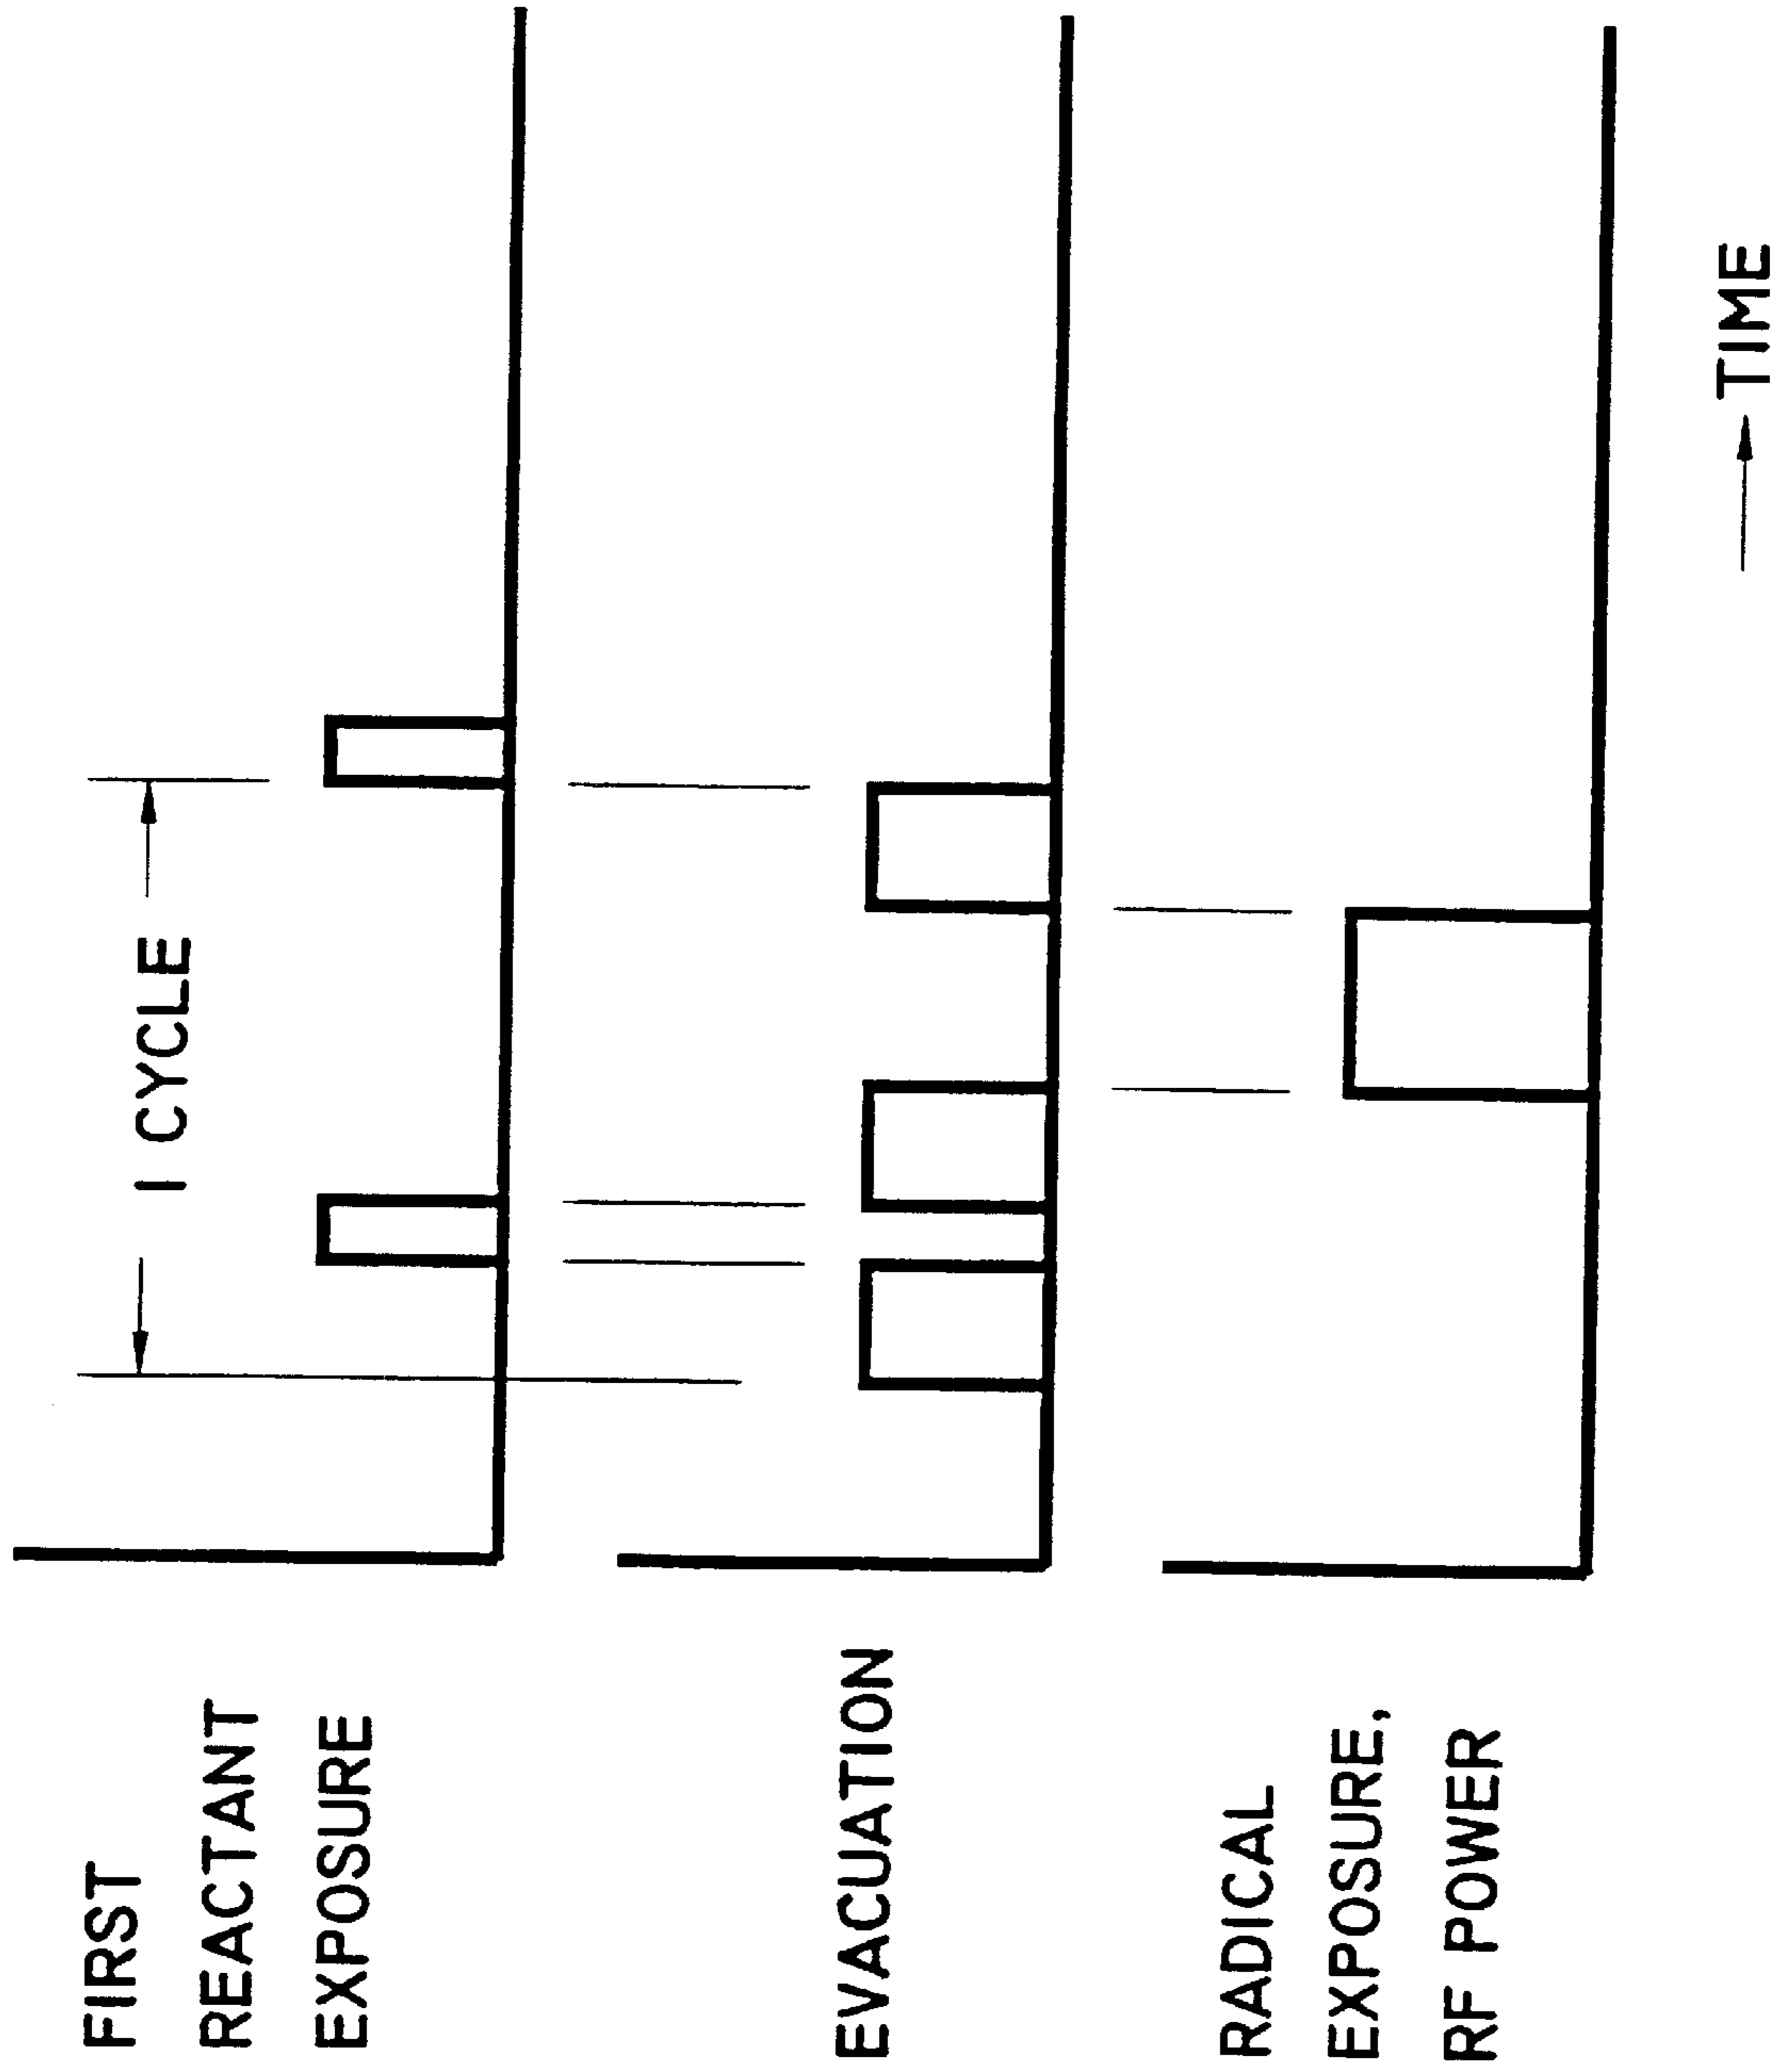 I CYCLE
FIRST
REACTANT
EXPOSURE
EVACUATION
RADICAL
EXPOSURE,
RF POWER
TIME